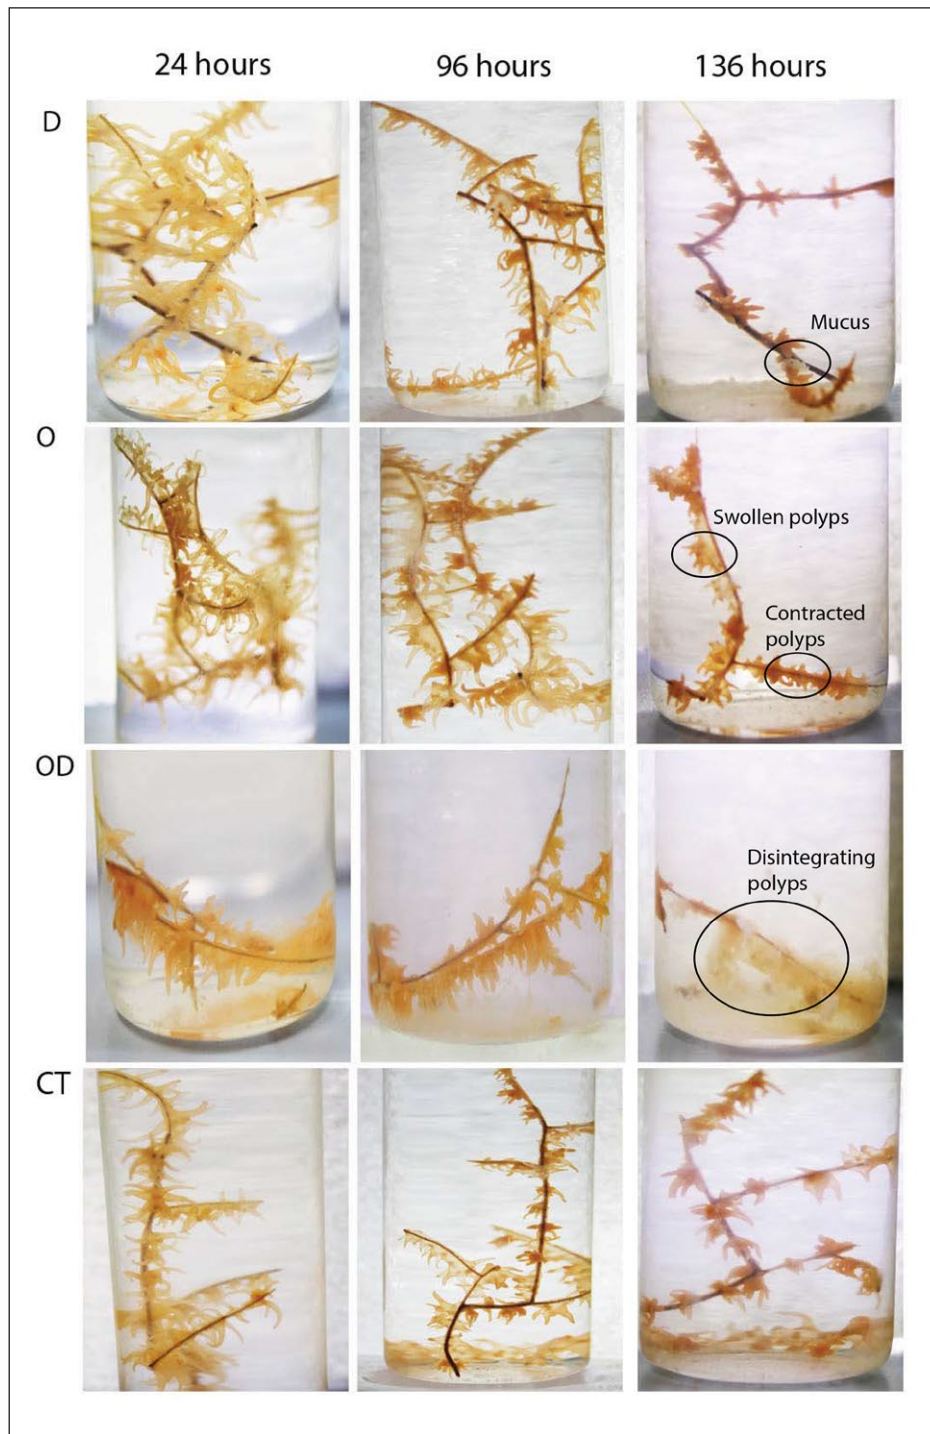 24 hours 96 hours 136 hours
D
Mucus
O
Swollen polyps
Contracted
polyps
OD
Disintegrating
polyps
CT